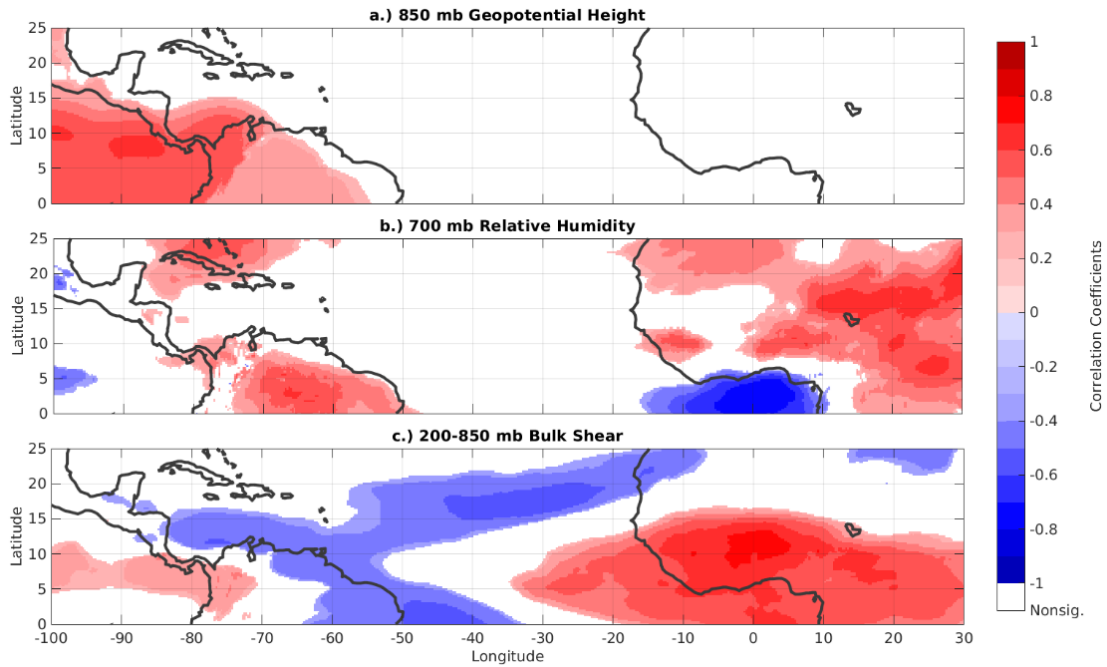 a.) 850 mb Geopotential Height
25
20
15
10
5
0
Latitude
b.) 700 mb Relative Humidity
25
20
15
10
5
0
Latitude
c.) 200-850 mb Bulk Shear
25
20
15
10
5
0
Latitude
-100 -90 -80 -70 -60 -50 -40 -30 -20 -10 0 10 20 30
Longitude
1
0.8
0.6
0.4
0.2
0
-0.2
-0.4
-0.6
-0.8
-1
Nonsig.
Correlation Coefficients